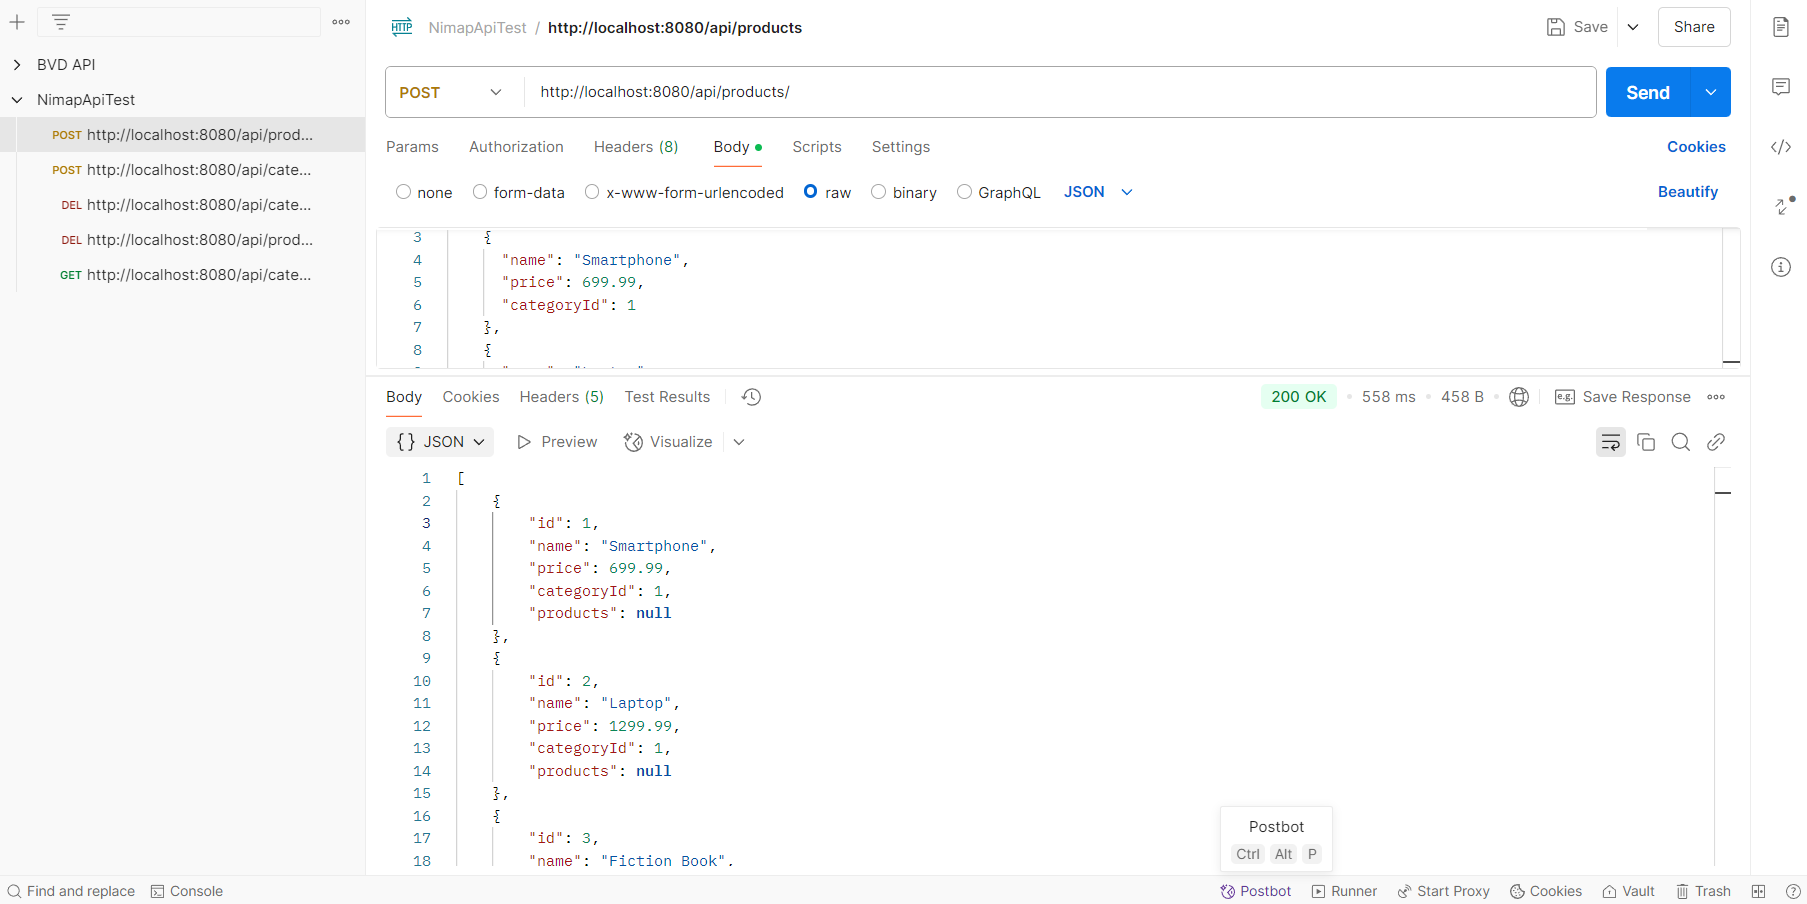 BVD API
NimapApiTest
POST http://localhost:8080/api/prod...
POST http://localhost:8080/api/cate...
DEL http://localhost:8080/api/cate...
DEL http://localhost:8080/api/prod...
GET http://localhost:8080/api/cate...
HTTP NimapApiTest / http://localhost:8080/api/products
Save
Share
POST http://localhost:8080/api/products/
Send
Params Authorization Headers (8) Body Scripts Settings Cookies
none form-data x-www-form-urlencoded raw binary GraphQL JSON Beautify
3 {
4 "name": "Smartphone",
5 "price": 699.99,
6 "categoryId": 1
7 },
8 {
Body Cookies Headers (5) Test Results 200 OK 558 ms 458 B e.g. Save Response
{} JSON Preview Visualize
1 [
2 {
3 "id": 1,
4 "name": "Smartphone",
5 "price": 699.99,
6 "categoryId": 1,
7 "products": null
8 },
9 {
10 "id": 2,
11 "name": "Laptop",
12 "price": 1299.99,
13 "categoryId": 1,
14 "products": null
15 },
16 {
17 "id": 3,
18 "name": "Fiction Book",
Postbot
Ctrl Alt P
Find and replace Console Postbot Runner Start Proxy Cookies Vault Trash